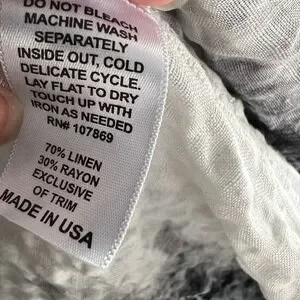 DO NOT BLEACH
MACHINE WASH
SEPARATELY
INSIDE OUT, COLD
DELICATE CYCLE.
LAY FLAT TO DRY
TOUCH UP WITH
IRON AS NEEDED
RN# 107869
70% LINEN
30% RAYON
EXCLUSIVE
OF TRIM
MADE IN USA